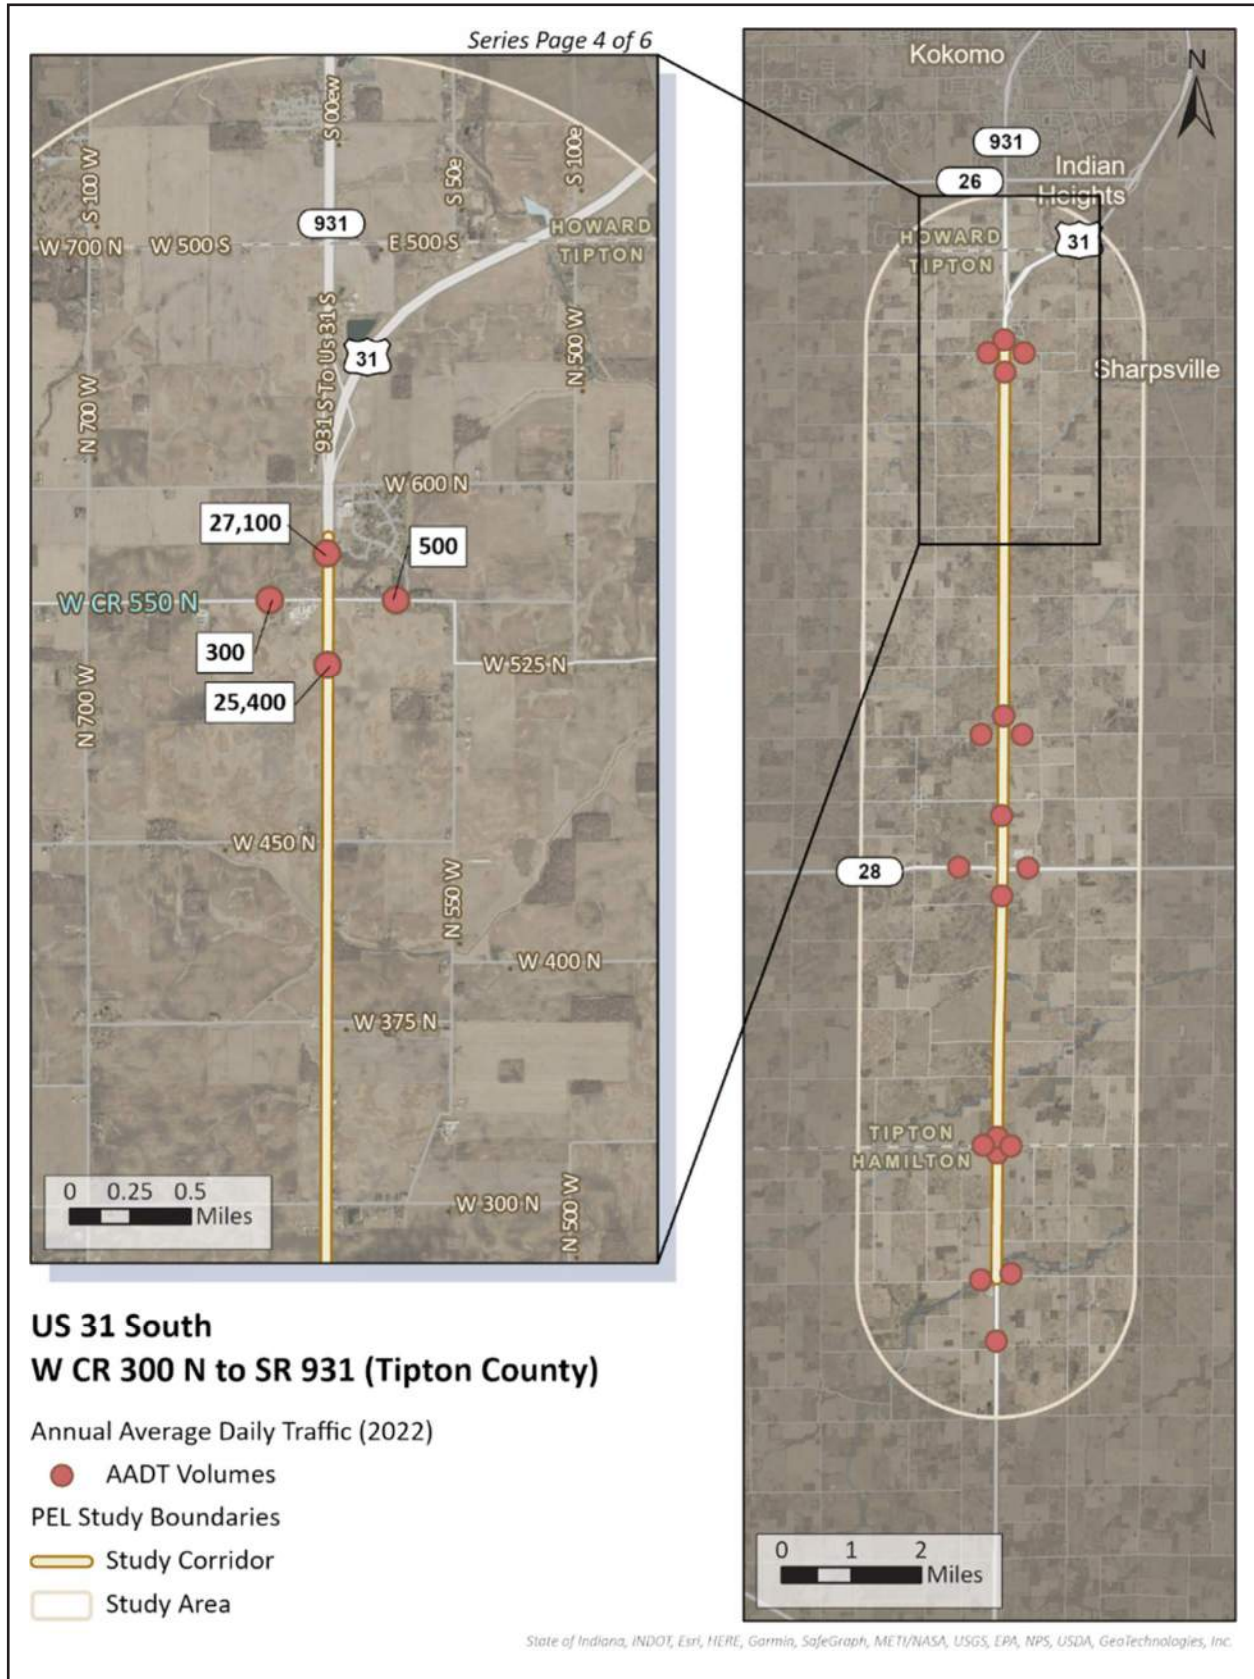 Series Page 4 of 6
S 00ew
S 100 W
S 50e
S 100e
931
W 700 N
W 500 S
E 500 S
HOWARD
TIPTON
931 S To Us 31 S
31
N 500 W
N 700 W
W 600 N
27,100
500
W CR 550 N
300
25,400
W 525 N
N 700 W
W 450 N
N 550 W
W 400 N
W 375 N
W 300 N
N 500 W
0 0.25 0.5
Miles
Kokomo
N
931
26
Indian
Heights
31
HOWARD
TIPTON
Sharpsville
28
TIPTON
HAMILTON
0 1 2
Miles
US 31 South
W CR 300 N to SR 931 (Tipton County)
Annual Average Daily Traffic (2022)
AADT Volumes
PEL Study Boundaries
Study Corridor
Study Area
State of Indiana, INDOT, Esri, HERE, Garmin, SafeGraph, METI/NASA, USGS, EPA, NPS, USDA, GeoTechnologies, Inc.